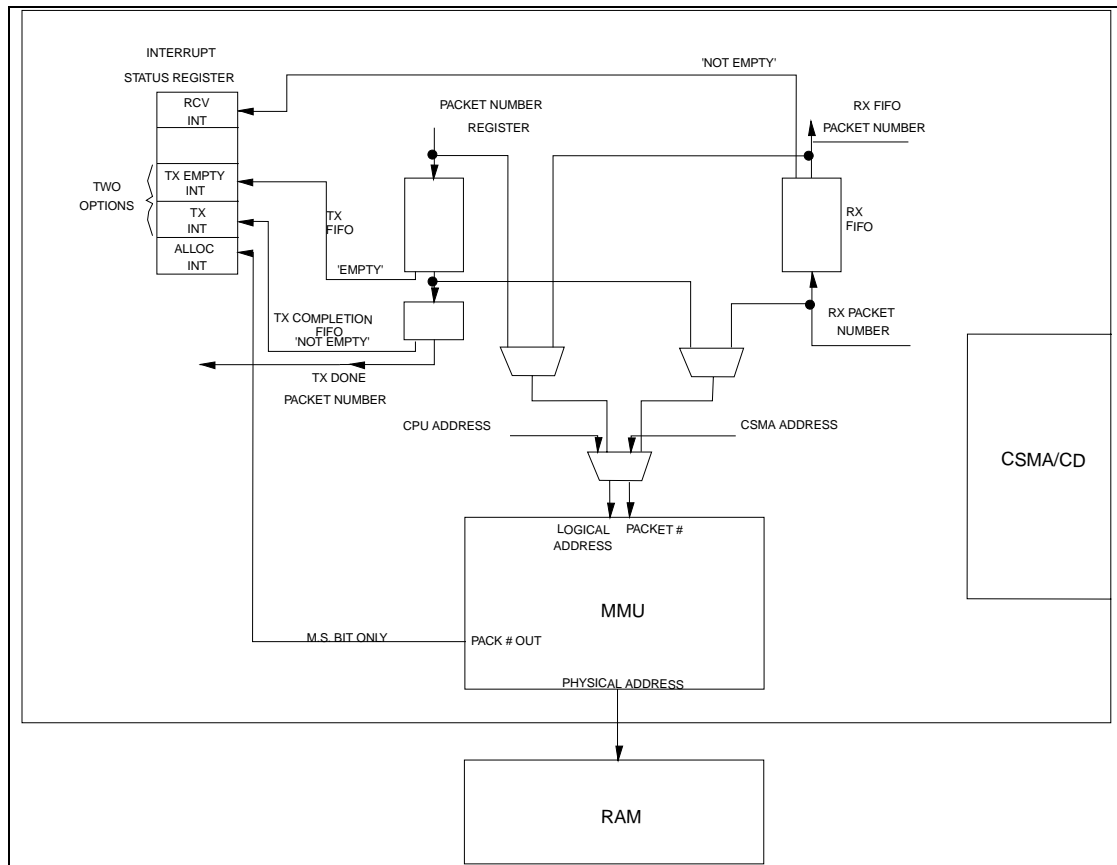 INTERRUPT
STATUS REGISTER
RCV
INT
TX EMPTY
INT
TX
INT
ALLOC
INT
TWO
OPTIONS
'NOT EMPTY'
PACKET NUMBER
REGISTER
RX FIFO
PACKET NUMBER
TX
FIFO
RX
FIFO
'EMPTY'
TX COMPLETION
FIFO
'NOT EMPTY'
RX PACKET
NUMBER
TX DONE
PACKET NUMBER
CPU ADDRESS
CSMA ADDRESS
CSMA/CD
LOGICAL
ADDRESS
PACKET #
MMU
M.S. BIT ONLY
PACK # OUT
PHYSICAL ADDRESS
RAM